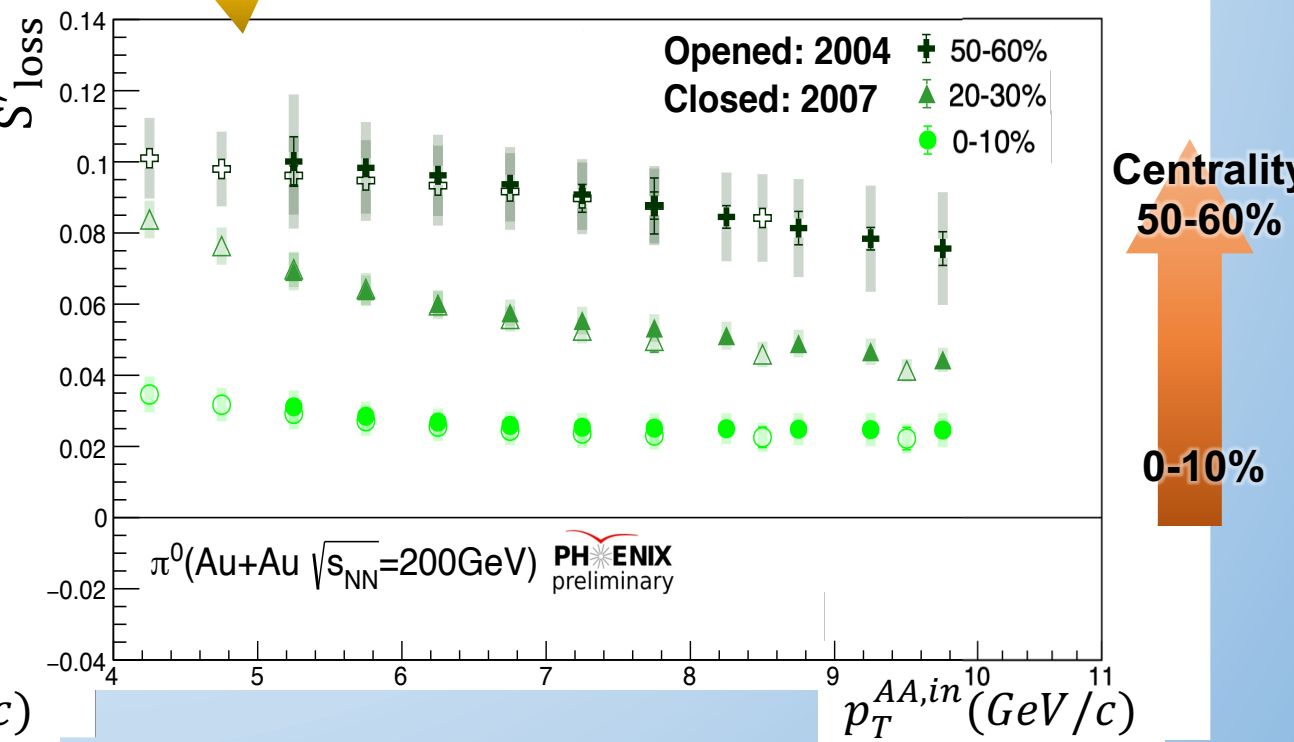 S'loss
0.14
0.12
0.1
0.08
0.06
0.04
0.02
0
−0.02
−0.04
Opened: 2004
Closed: 2007
50-60%
20-30%
0-10%
π⁰(Au+Au √s_NN=200GeV)
PHENIX
preliminary
4 5 6 7 8 9 10 11
c)
p_T^{AA,in} (GeV/c)
Centrality
50-60%
0-10%